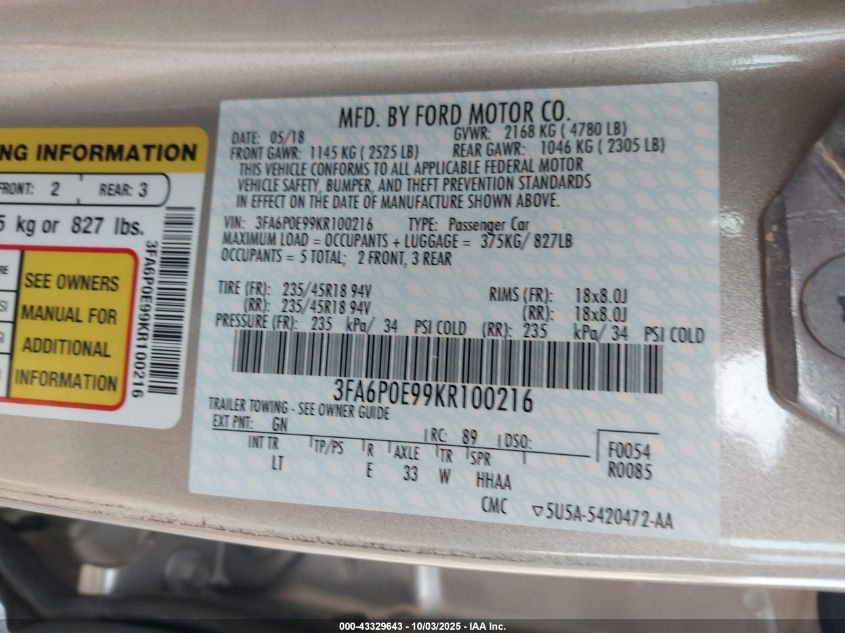 NG INFORMATION
FRONT: 2 REAR: 3
5 kg or 827 lbs.
SEE OWNERS
MANUAL FOR
ADDITIONAL
INFORMATION
3FA6P0E99KR100216
MFD. BY FORD MOTOR CO.
DATE: 05/18 GVWR: 2168 KG ( 4780 LB)
FRONT GAWR: 1145 KG ( 2525 LB) REAR GAWR: 1046 KG ( 2305 LB)
THIS VEHICLE CONFORMS TO ALL APPLICABLE FEDERAL MOTOR
VEHICLE SAFETY, BUMPER, AND THEFT PREVENTION STANDARDS
IN EFFECT ON THE DATE OF MANUFACTURE SHOWN ABOVE.
VIN: 3FA6P0E99KR100216 TYPE: Passenger Car
MAXIMUM LOAD = OCCUPANTS + LUGGAGE = 375KG/ 827LB
OCCUPANTS = 5 TOTAL; 2 FRONT, 3 REAR
TIRE (FR): 235/45R18 94V RIMS (FR): 18x8.0J
(RR): 235/45R18 94V (RR): 18x8.0J
PRESSURE (FR): 235 kPa/ 34 PSI COLD (RR): 235 kPa/ 34 PSI COLD
3FA6P0E99KR100216
TRAILER TOWING - SEE OWNER GUIDE
EXT PNT: GN RC: 89 DSO: F0054
INT TR TP/PS R AXLE TR SPR R0085
LT E 33 W HHAA
CMC ▽5U5A-5420472-AA
000-43329643 - 10/03/2025 - IAA Inc.